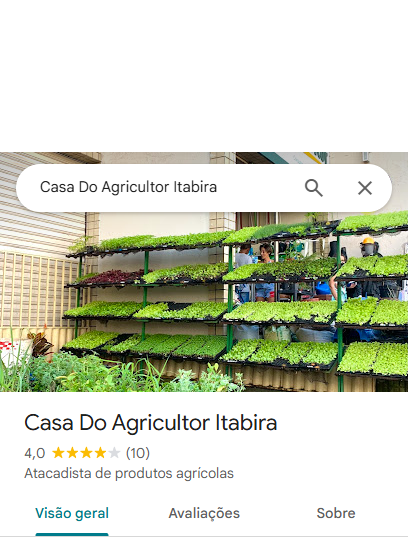 Casa Do Agricultor Itabira
Casa Do Agricultor Itabira
4,0 (10)
Atacadista de produtos agrícolas
Visão geral Avaliações Sobre